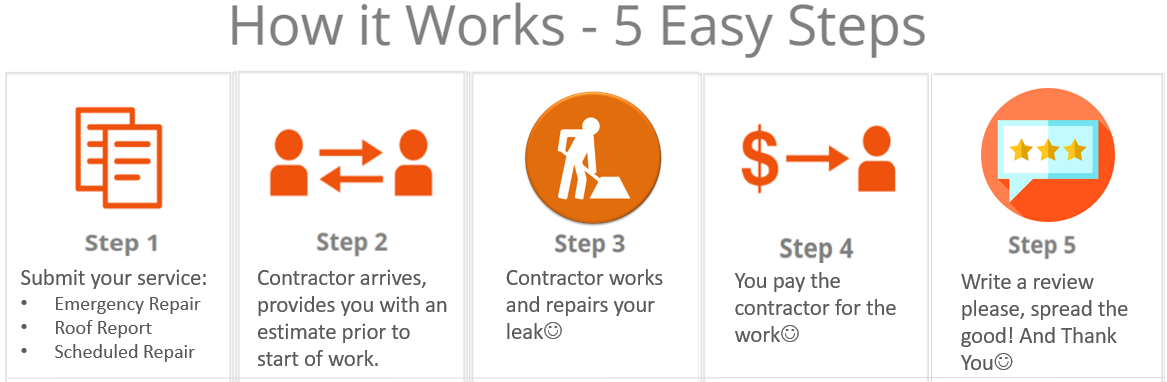 How it Works - 5 Easy Steps
Step 1
Submit your service:
• Emergency Repair
• Roof Report
• Scheduled Repair
Step 2
Contractor arrives,
provides you with an
estimate prior to
start of work.
Step 3
Contractor works
and repairs your
leak☺
$
Step 4
You pay the
contractor for the
work☺
Step 5
Write a review
please, spread the
good! And Thank
You☺